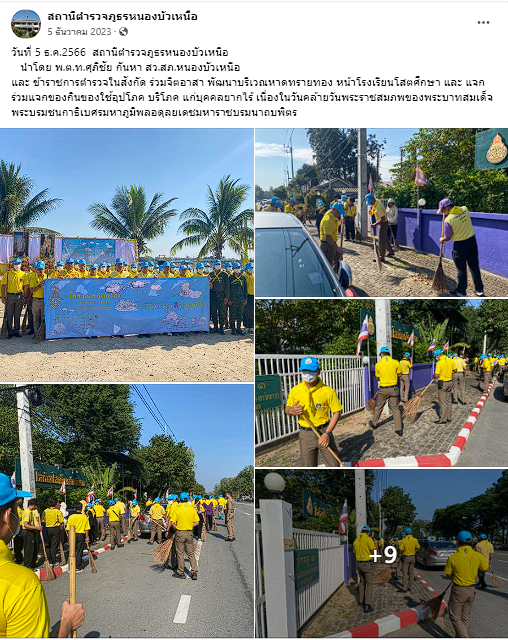 สถานีตำรวจภูธรหนองบัวเหนือ
5 ธันวาคม 2023
วันที่ 5 ธ.ค.2566 สถานีตำรวจภูธรหนองบัวเหนือ
นำโดย พ.ต.ท.ศุภิชัย กันหา สว.สภ.หนองบัวเหนือ
และ ข้าราชการตำรวจในสังกัด ร่วมจิตอาสา พัฒนาบริเวณหาดทรายทอง หน้าโรงเรียนโสตศึกษา และ แจก
ร่วมแจกของกินของใช้อุปโภค บริโภค แก่บุคคลยากไร้ เนื่องในวันคล้ายวันพระราชสมภพของพระบาทสมเด็จ
พระบรมชนกาธิเบศรมหาภูมิพลอดุลยเดชมหาราชบรมนาถบพิตร
+9